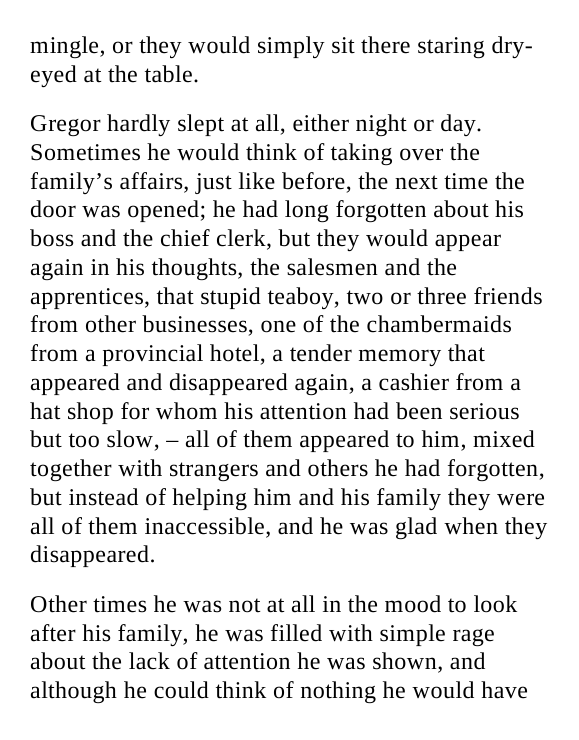 mingle, or they would simply sit there staring dry-
eyed at the table.
Gregor hardly slept at all, either night or day.
Sometimes he would think of taking over the
family’s affairs, just like before, the next time the
door was opened; he had long forgotten about his
boss and the chief clerk, but they would appear
again in his thoughts, the salesmen and the
apprentices, that stupid teaboy, two or three friends
from other businesses, one of the chambermaids
from a provincial hotel, a tender memory that
appeared and disappeared again, a cashier from a
hat shop for whom his attention had been serious
but too slow, – all of them appeared to him, mixed
together with strangers and others he had forgotten,
but instead of helping him and his family they were
all of them inaccessible, and he was glad when they
disappeared.
Other times he was not at all in the mood to look
after his family, he was filled with simple rage
about the lack of attention he was shown, and
although he could think of nothing he would have